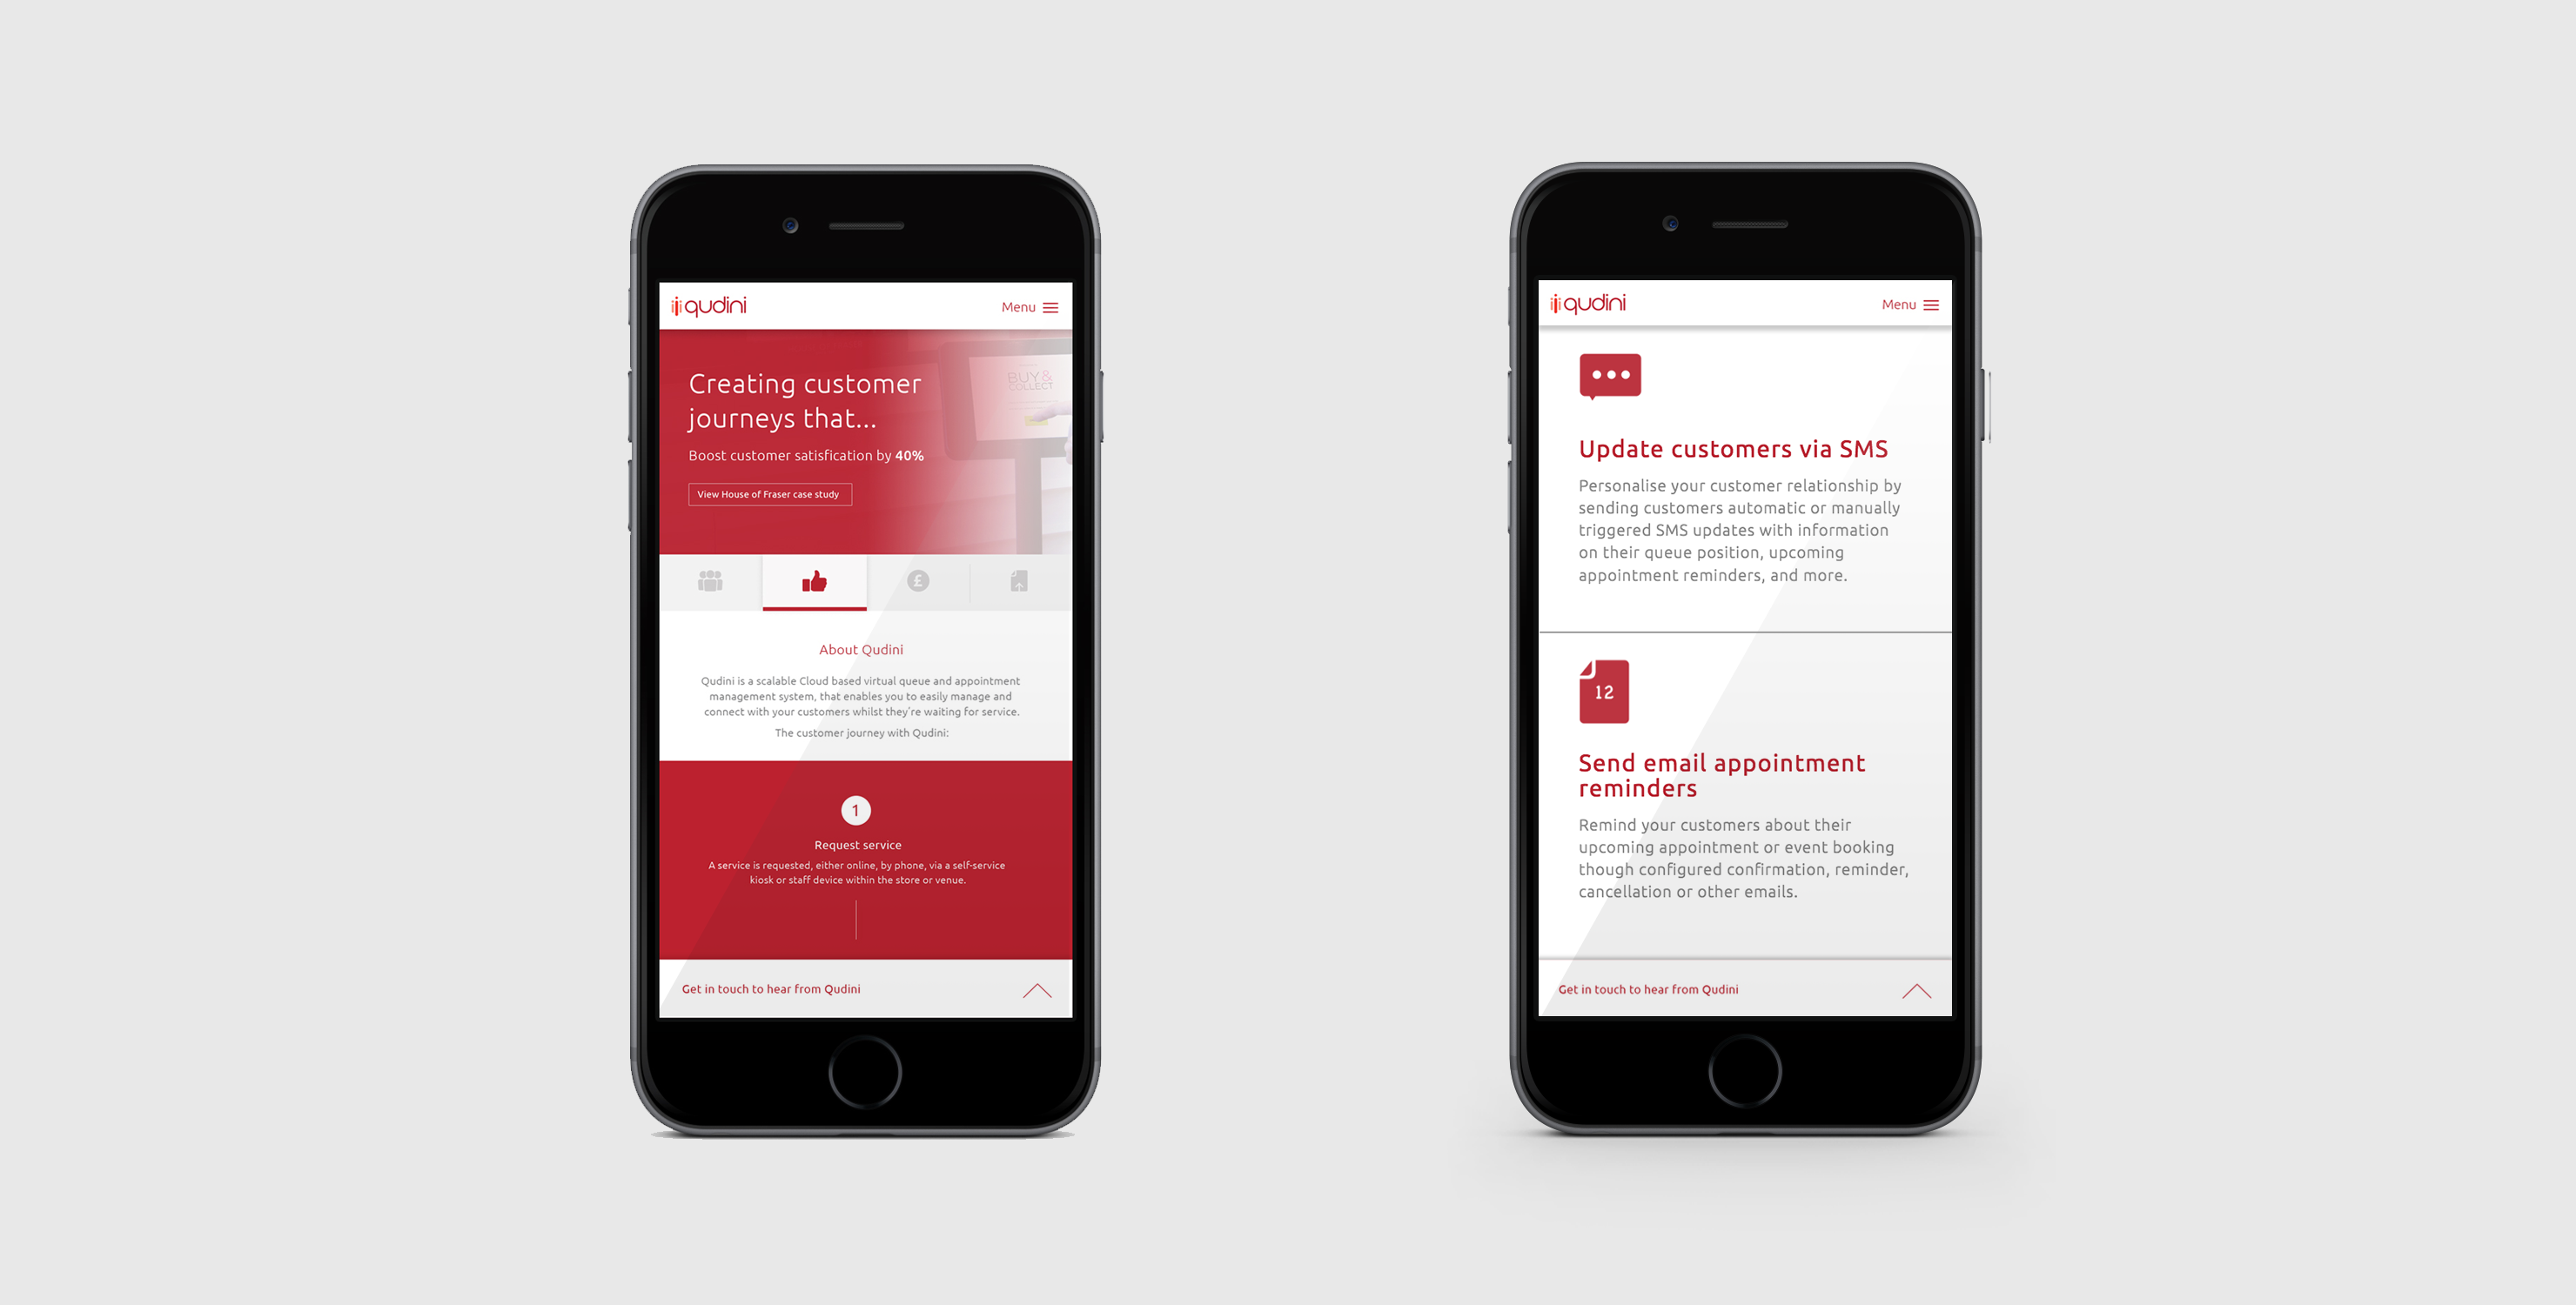 qudini
Menu
Creating customer
journeys that...
Boost customer satisfication by 40%
View House of Fraser case study
BUY&
COLLECT
£
About Qudini
Qudini is a scalable Cloud based virtual queue and appointment
management system, that enables you to easily manage and
connect with your customers whilst they're waiting for service.
The customer journey with Qudini:
1
Request service
A service is requested, either online, by phone, via a self-service
kiosk or staff device within the store or venue.
Get in touch to hear from Qudini
qudini
Menu
Update customers via SMS
Personalise your customer relationship by
sending customers automatic or manually
triggered SMS updates with information
on their queue position, upcoming
appointment reminders, and more.
12
Send email appointment
reminders
Remind your customers about their
upcoming appointment or event booking
though configured confirmation, reminder,
cancellation or other emails.
Get in touch to hear from Qudini